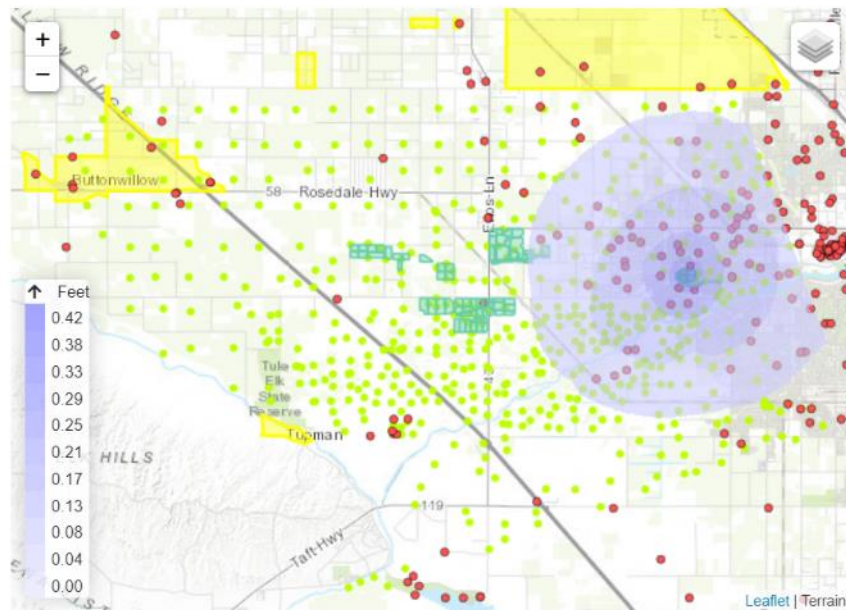 +
−
RIDGE
Buttonwillow
58 Rosedale Hwy
Enos-Ln
Feet
0.42
0.38
0.33
0.29
0.25
0.21
0.17
0.13
0.08
0.04
0.00
43
Tule
Elk
State
Reserve
Tupman
HILLS
119
Taft-Hwy
Leaflet | Terrain